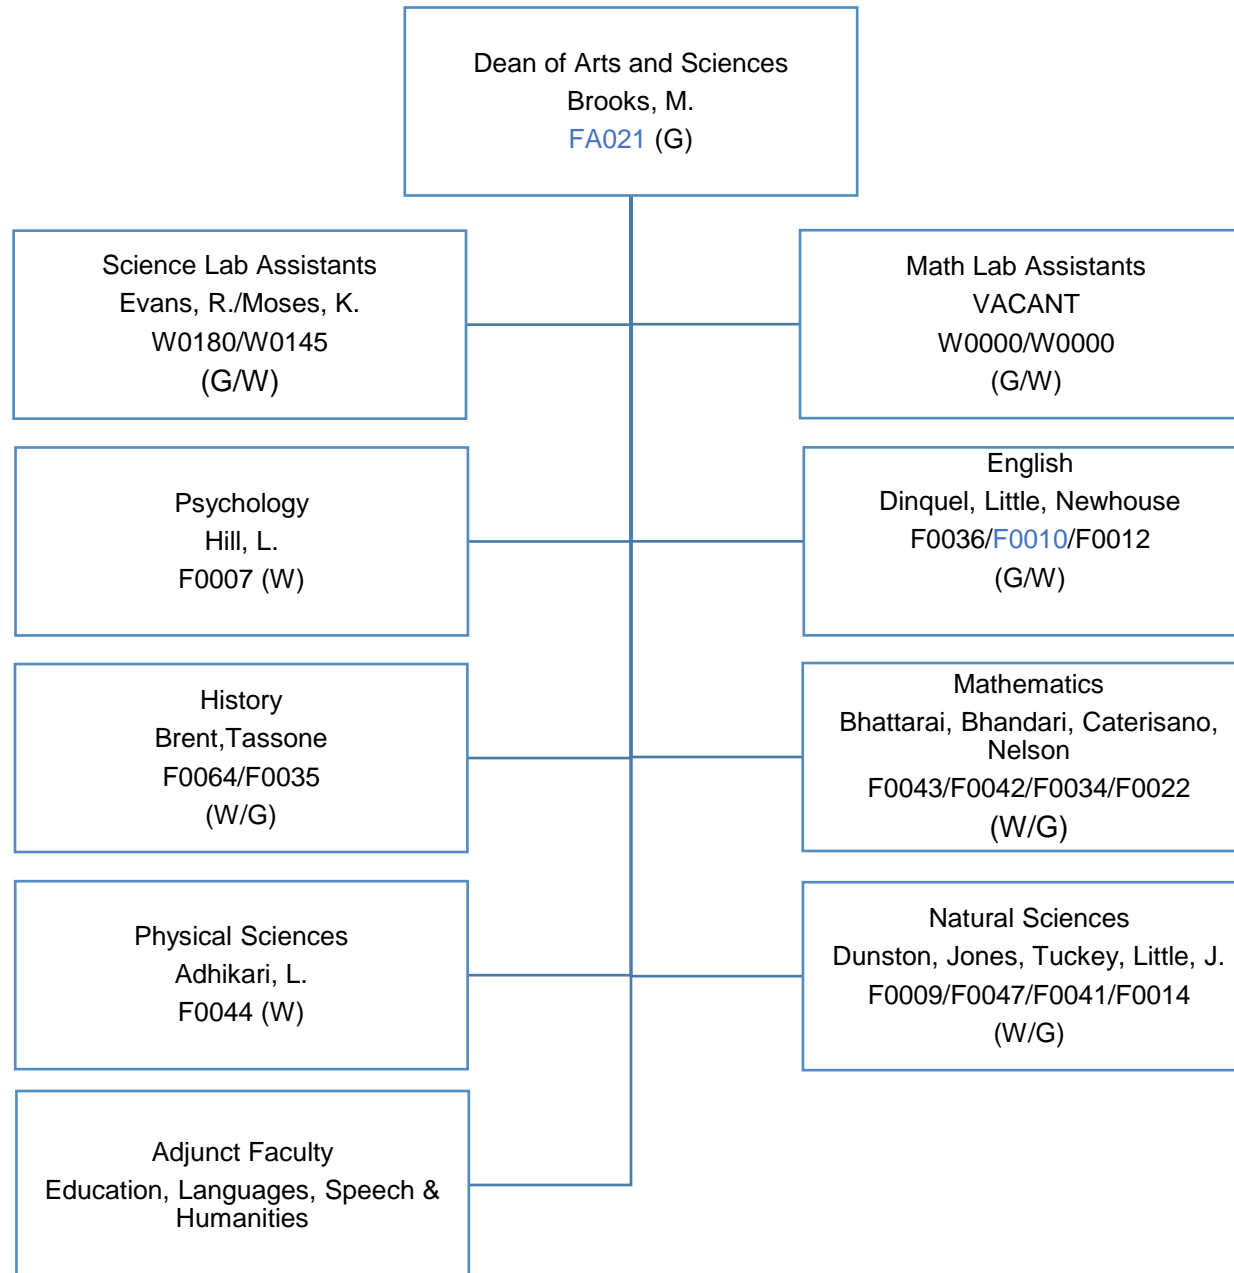 Dean of Arts and Sciences
Brooks, M.
FA021 (G)
Science Lab Assistants
Evans, R./Moses, K.
W0180/W0145
(G/W)
Math Lab Assistants
VACANT
W0000/W0000
(G/W)
Psychology
Hill, L.
F0007 (W)
English
Dinquel, Little, Newhouse
F0036/F0010/F0012
(G/W)
History
Brent,Tassone
F0064/F0035
(W/G)
Mathematics
Bhattarai, Bhandari, Caterisano,
Nelson
F0043/F0042/F0034/F0022
(W/G)
Physical Sciences
Adhikari, L.
F0044 (W)
Natural Sciences
Dunston, Jones, Tuckey, Little, J.
F0009/F0047/F0041/F0014
(W/G)
Adjunct Faculty
Education, Languages, Speech &
Humanities